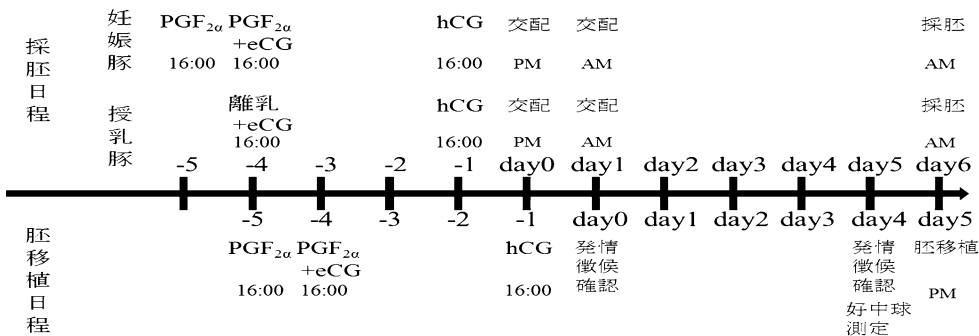 採胚日程
妊娠豚
PGF2α PGF2α hCG 交配 交配 採胚
+eCG
16:00 16:00 16:00 PM AM AM
授乳豚
離乳 hCG 交配 交配 採胚
+eCG
16:00 16:00 PM AM AM
-5 -4 -3 -2 -1 day0 day1 day2 day3 day4 day5 day6
-5 -4 -3 -2 -1 day0 day1 day2 day3 day4 day5
胚移植日程
PGF2α PGF2α hCG 発情徴候確認 発情徴候確認 胚移植
+eCG
16:00 16:00 16:00 好中球測定 PM